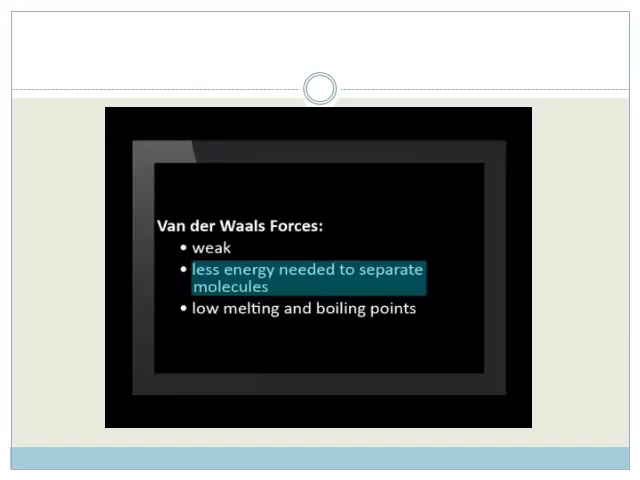 Van der Waals Forces:
• weak
• less energy needed to separate
molecules
• low melting and boiling points